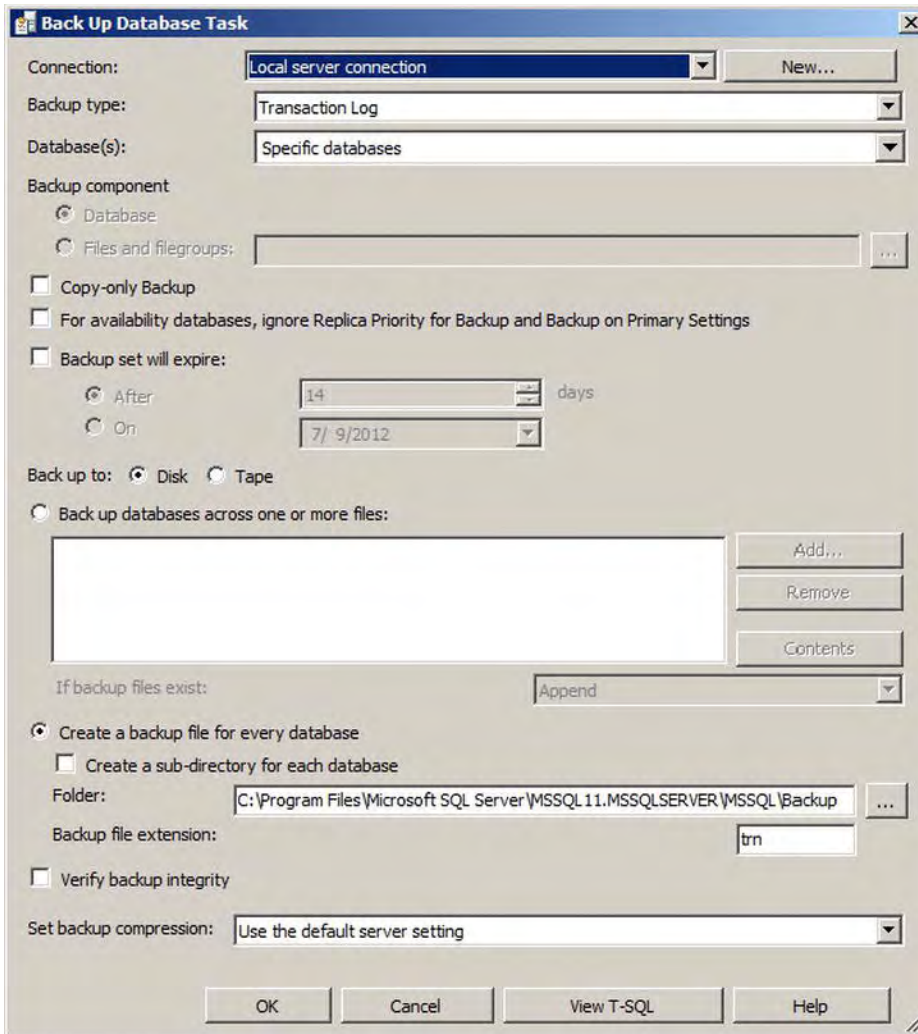 Back Up Database Task
Connection: Local server connection New...
Backup type: Transaction Log
Database(s): Specific databases
Backup component
Database
Files and filegroups: ...
Copy-only Backup
For availability databases, ignore Replica Priority for Backup and Backup on Primary Settings
Backup set will expire:
After 14 days
On 7/ 9/2012
Back up to: Disk Tape
Back up databases across one or more files:
Add...
Remove
Contents
If backup files exist: Append
Create a backup file for every database
Create a sub-directory for each database
Folder: C:\Program Files\Microsoft SQL Server\MSSQL11.MSSQLSERVER\MSSQL\Backup ...
Backup file extension: trn
Verify backup integrity
Set backup compression: Use the default server setting
OK Cancel View T-SQL Help